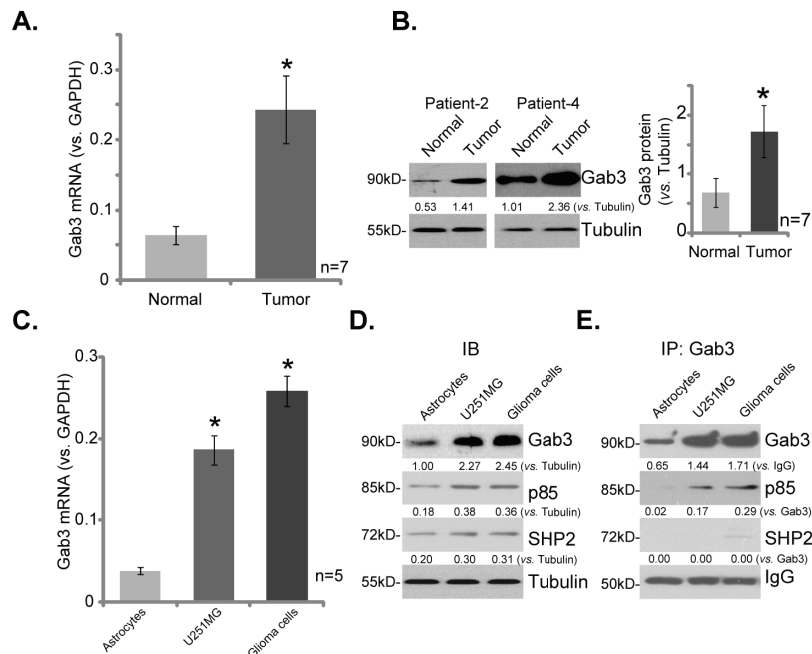 A.
Gab3 mRNA (vs. GAPDH)
0.3
0.2
0.1
0
*
n=7
Normal
Tumor
B.
Patient-2
Patient-4
Normal
Tumor
Normal
Tumor
90kD-
Gab3
0.53
1.41
1.01
2.36 (vs. Tubulin)
55kD-
Tubulin
Gab3 protein
(vs. Tubulin)
2
1
0
*
n=7
Normal Tumor
C.
Gab3 mRNA (vs. GAPDH)
0.3
0.2
0.1
0
*
*
n=5
Astrocytes
U251MG
Glioma cells
D.
IB
Astrocytes
U251MG
Glioma cells
90kD-
Gab3
1.00 2.27 2.45 (vs. Tubulin)
85kD-
p85
0.18 0.38 0.36 (vs. Tubulin)
72kD-
SHP2
0.20 0.30 0.31 (vs. Tubulin)
55kD-
Tubulin
E.
IP: Gab3
Astrocytes
U251MG
Glioma cells
90kD-
Gab3
0.65 1.44 1.71 (vs. IgG)
85kD-
p85
0.02 0.17 0.29 (vs. Gab3)
72kD-
SHP2
0.00 0.00 0.00 (vs. Gab3)
50kD-
IgG